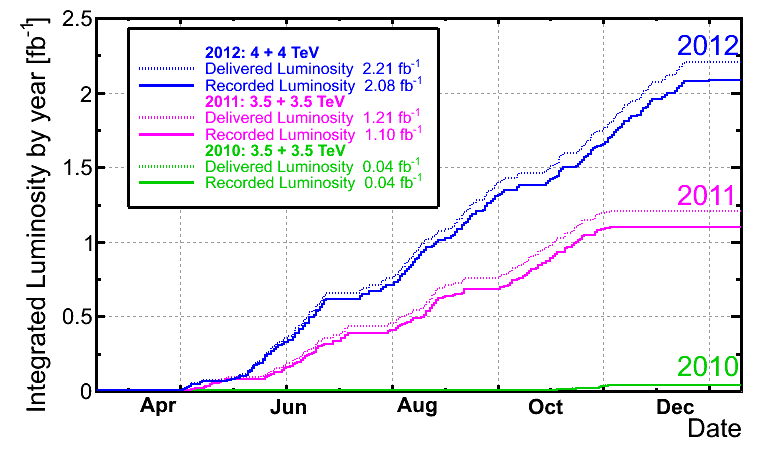 Integrated Luminosity by year [fb⁻¹]
2.5
2
1.5
1
0.5
0
2012: 4 + 4 TeV
Delivered Luminosity 2.21 fb⁻¹
Recorded Luminosity 2.08 fb⁻¹
2011: 3.5 + 3.5 TeV
Delivered Luminosity 1.21 fb⁻¹
Recorded Luminosity 1.10 fb⁻¹
2010: 3.5 + 3.5 TeV
Delivered Luminosity 0.04 fb⁻¹
Recorded Luminosity 0.04 fb⁻¹
2012
2011
2010
Apr Jun Aug Oct Dec
Date